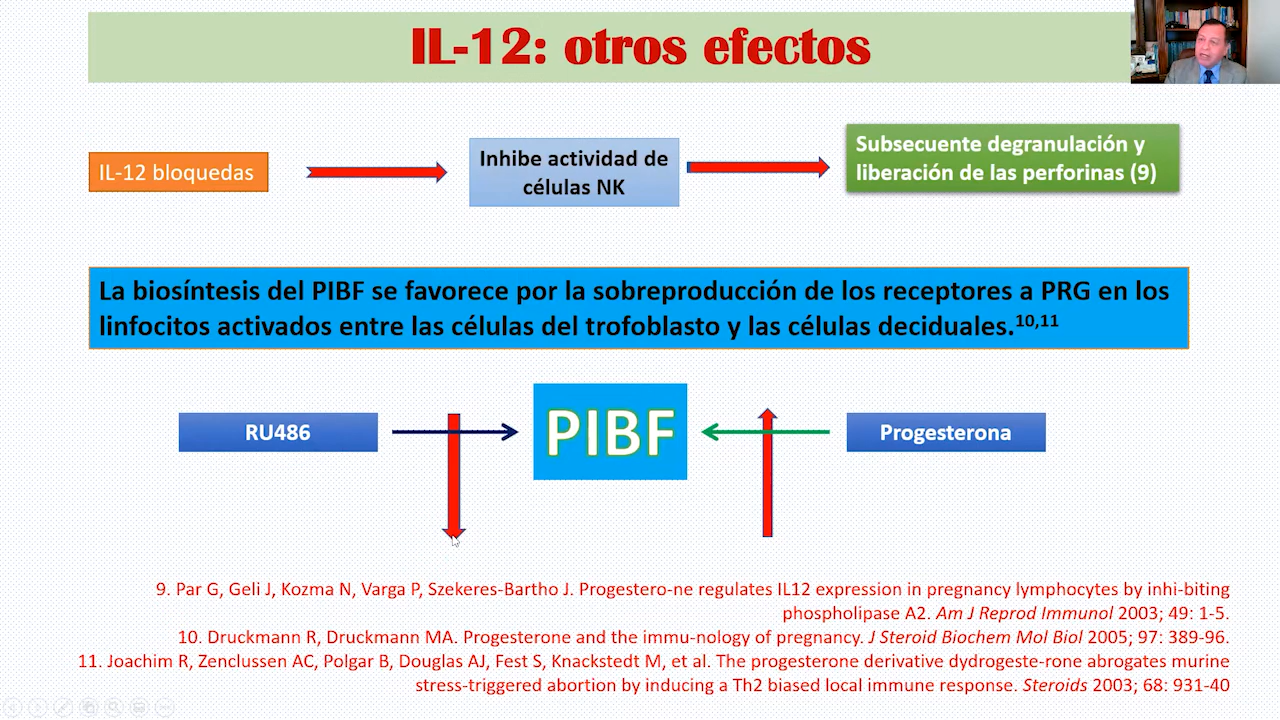 IL-12: otros efectos
IL-12 bloquedas
Inhibe actividad de
células NK
Subsecuente degranulación y
liberación de las perforinas (9)
La biosíntesis del PIBF se favorece por la sobreproducción de los receptores a PRG en los
linfocitos activados entre las células del trofoblasto y las células deciduales.10,11
RU486
PIBF
Progesterona
9. Par G, Geli J, Kozma N, Varga P, Szekeres-Bartho J. Progestero-ne regulates IL12 expression in pregnancy lymphocytes by inhi-biting
phospholipase A2. Am J Reprod Immunol 2003; 49: 1-5.
10. Druckmann R, Druckmann MA. Progesterone and the immu-nology of pregnancy. J Steroid Biochem Mol Biol 2005; 97: 389-96.
11. Joachim R, Zenclussen AC, Polgar B, Douglas AJ, Fest S, Knackstedt M, et al. The progesterone derivative dydrogeste-rone abrogates murine
stress-triggered abortion by inducing a Th2 biased local immune response. Steroids 2003; 68: 931-40